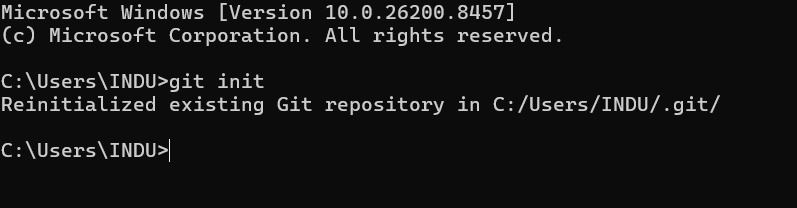 Microsoft Windows [Version 10.0.26200.8457]
(c) Microsoft Corporation. All rights reserved.
C:\Users\INDU>git init
Reinitialized existing Git repository in C:/Users/INDU/.git/
C:\Users\INDU>